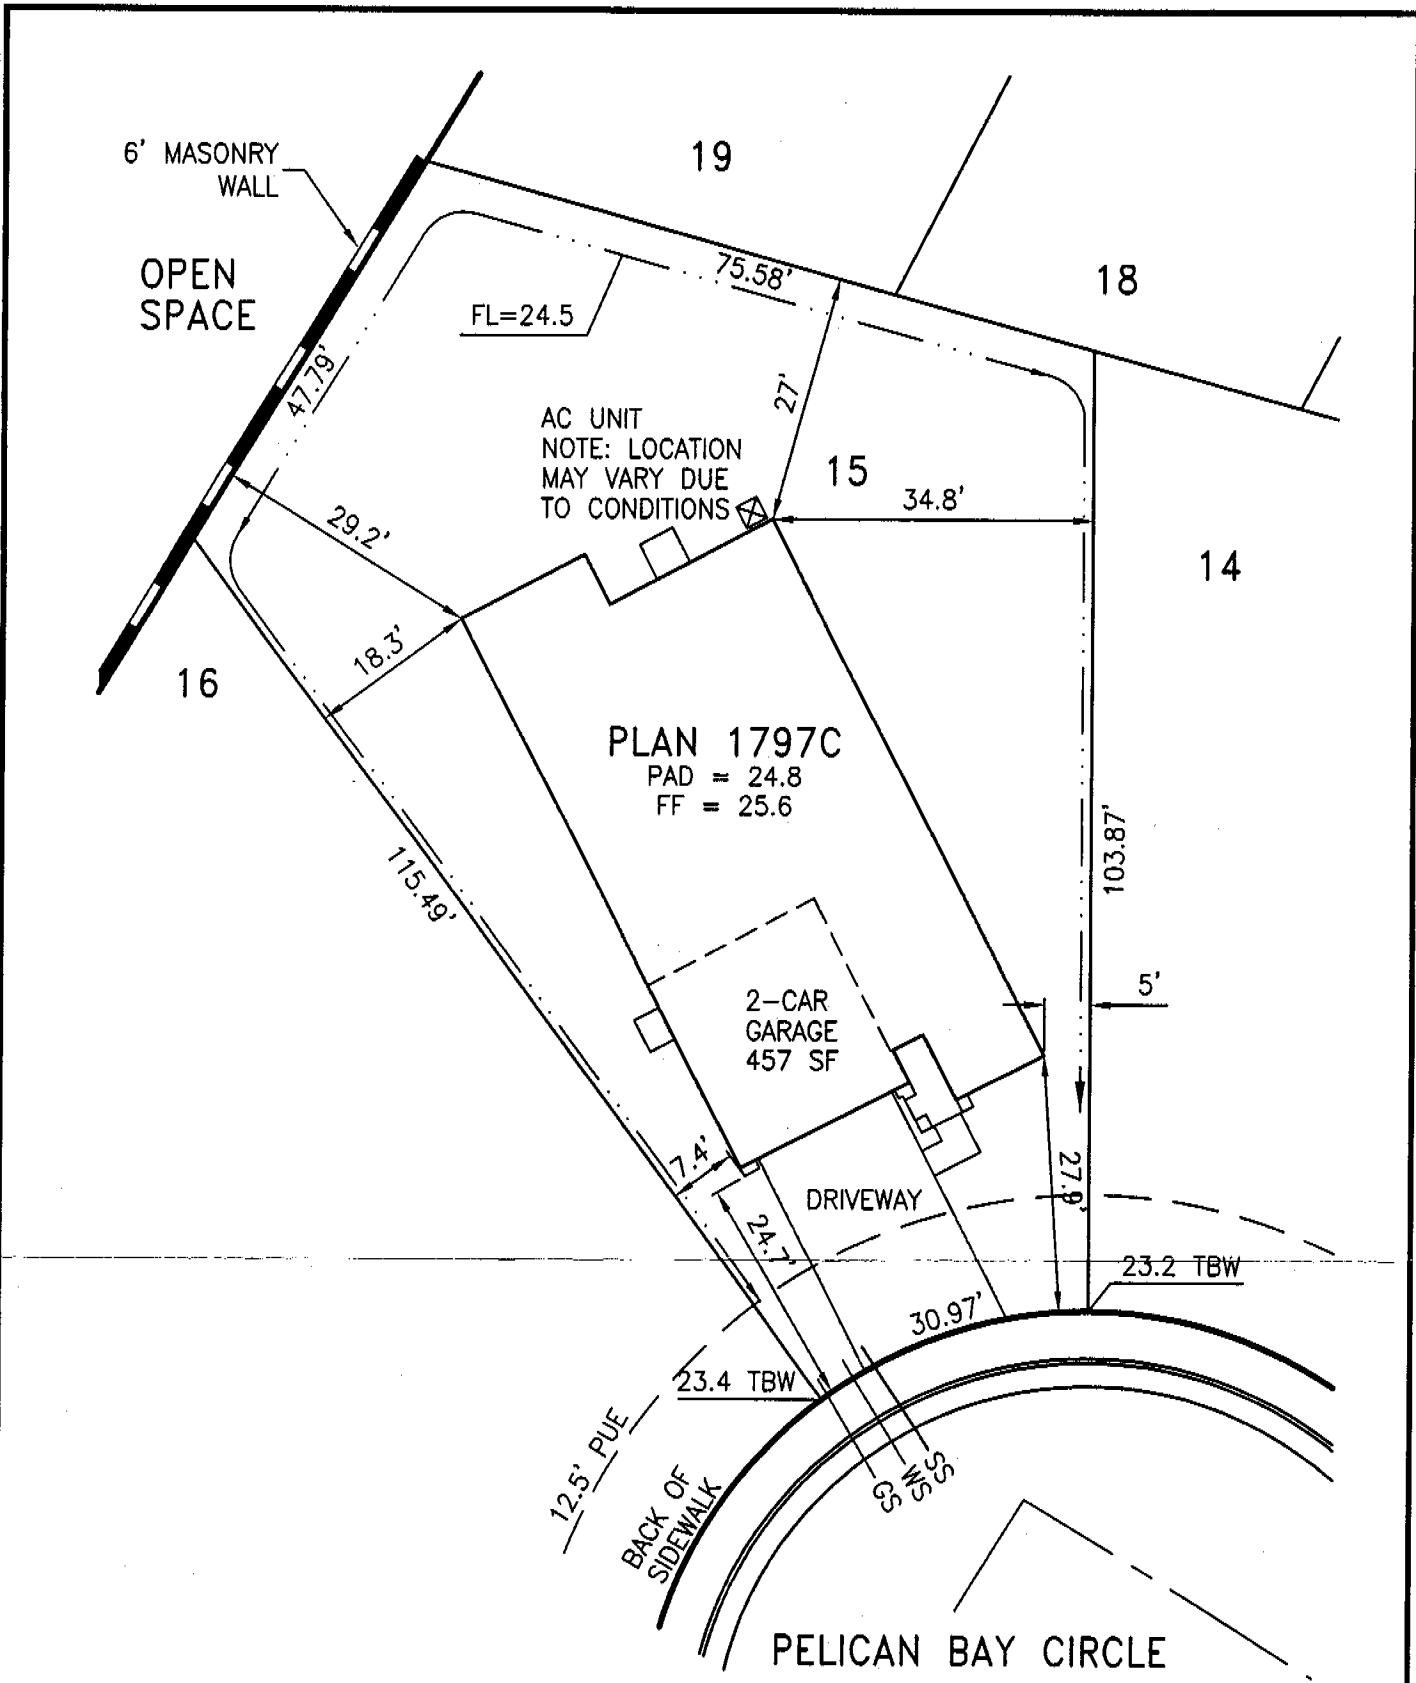 19
6' MASONRY
WALL
OPEN
SPACE
75.58'
18
FL=24.5
47.79'
27'
AC UNIT
NOTE: LOCATION
MAY VARY DUE
TO CONDITIONS
15
34.8'
29.2'
14
18.3'
16
PLAN 1797C
PAD = 24.8
FF = 25.6
103.87'
115.49'
5'
2-CAR
GARAGE
457 SF
7.4'
27.9'
DRIVEWAY
24.7'
23.2 TBW
30.97'
23.4 TBW
12.5' PUE
BACK OF
SIDEWALK
GS
WS
SS
PELICAN BAY CIRCLE